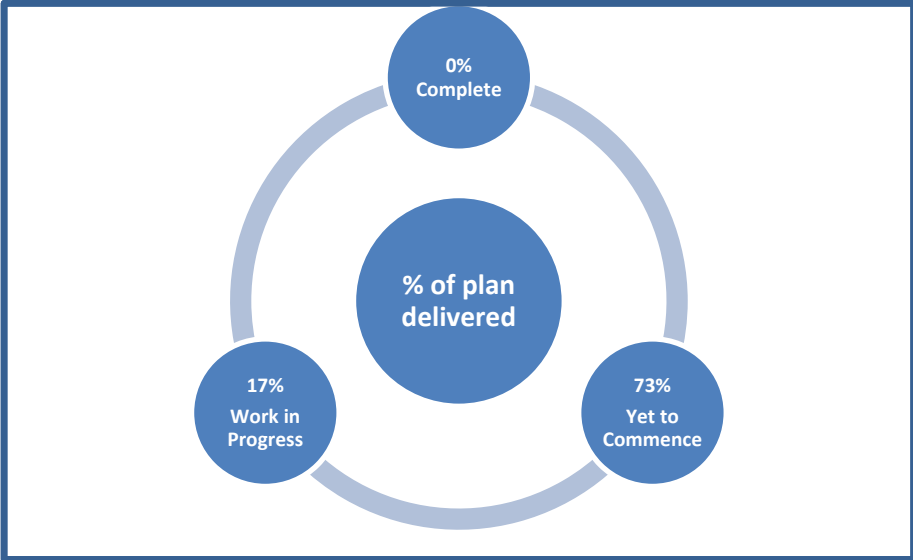 0%
Complete
% of plan
delivered
17%
Work in
Progress
73%
Yet to
Commence